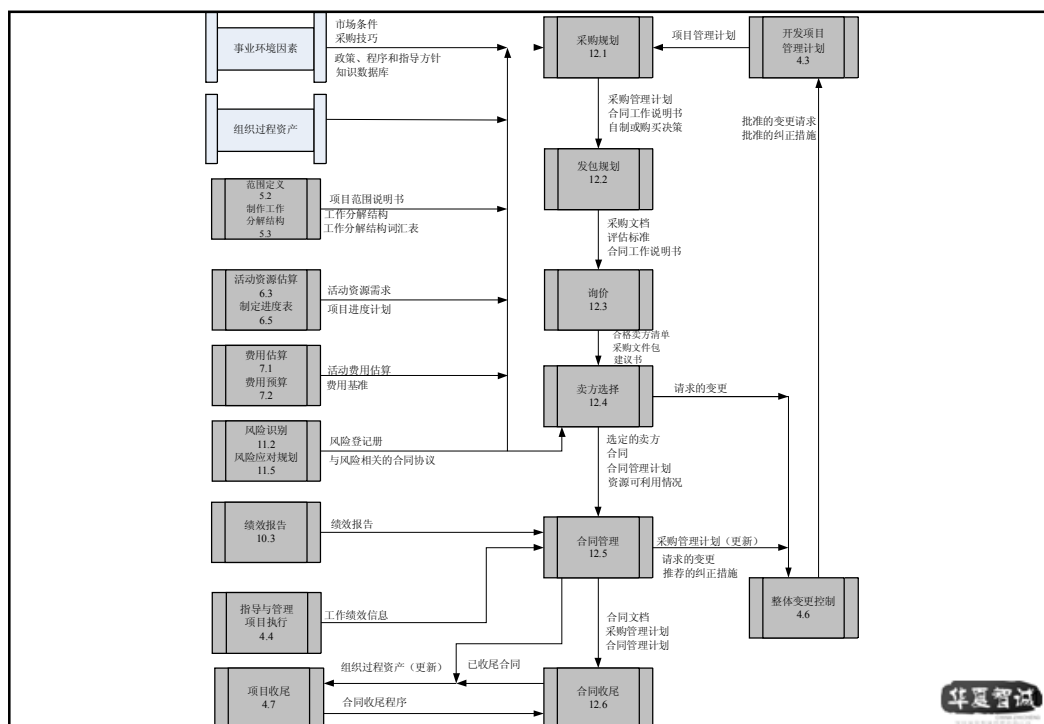 市场条件
采购技巧
事业环境因素
政策、程序和指导方针
知识数据库
采购规划
12.1
项目管理计划
开发项目
管理计划
4.3
组织过程资产
采购管理计划
合同工作说明书
自制或购买决策
批准的变更请求
批准的纠正措施
范围定义
5.2
制作工作
分解结构
5.3
项目范围说明书
工作分解结构
工作分解结构词汇表
发包规划
12.2
采购文档
评估标准
合同工作说明书
活动资源估算
6.3
制定进度表
6.5
活动资源需求
项目进度计划
询价
12.3
合格卖方清单
采购文件包
建议书
费用估算
7.1
费用预算
7.2
活动费用估算
费用基准
卖方选择
12.4
请求的变更
风险识别
11.2
风险应对规划
11.5
风险登记册
与风险相关的合同协议
选定的卖方
合同
合同管理计划
资源可利用情况
绩效报告
10.3
绩效报告
合同管理
12.5
采购管理计划（更新）
请求的变更
推荐的纠正措施
指导与管理
项目执行
4.4
工作绩效信息
合同文档
采购管理计划
合同管理计划
整体变更控制
4.6
项目收尾
4.7
组织过程资产（更新）
已收尾合同
合同收尾程序
合同收尾
12.6
华夏智诚